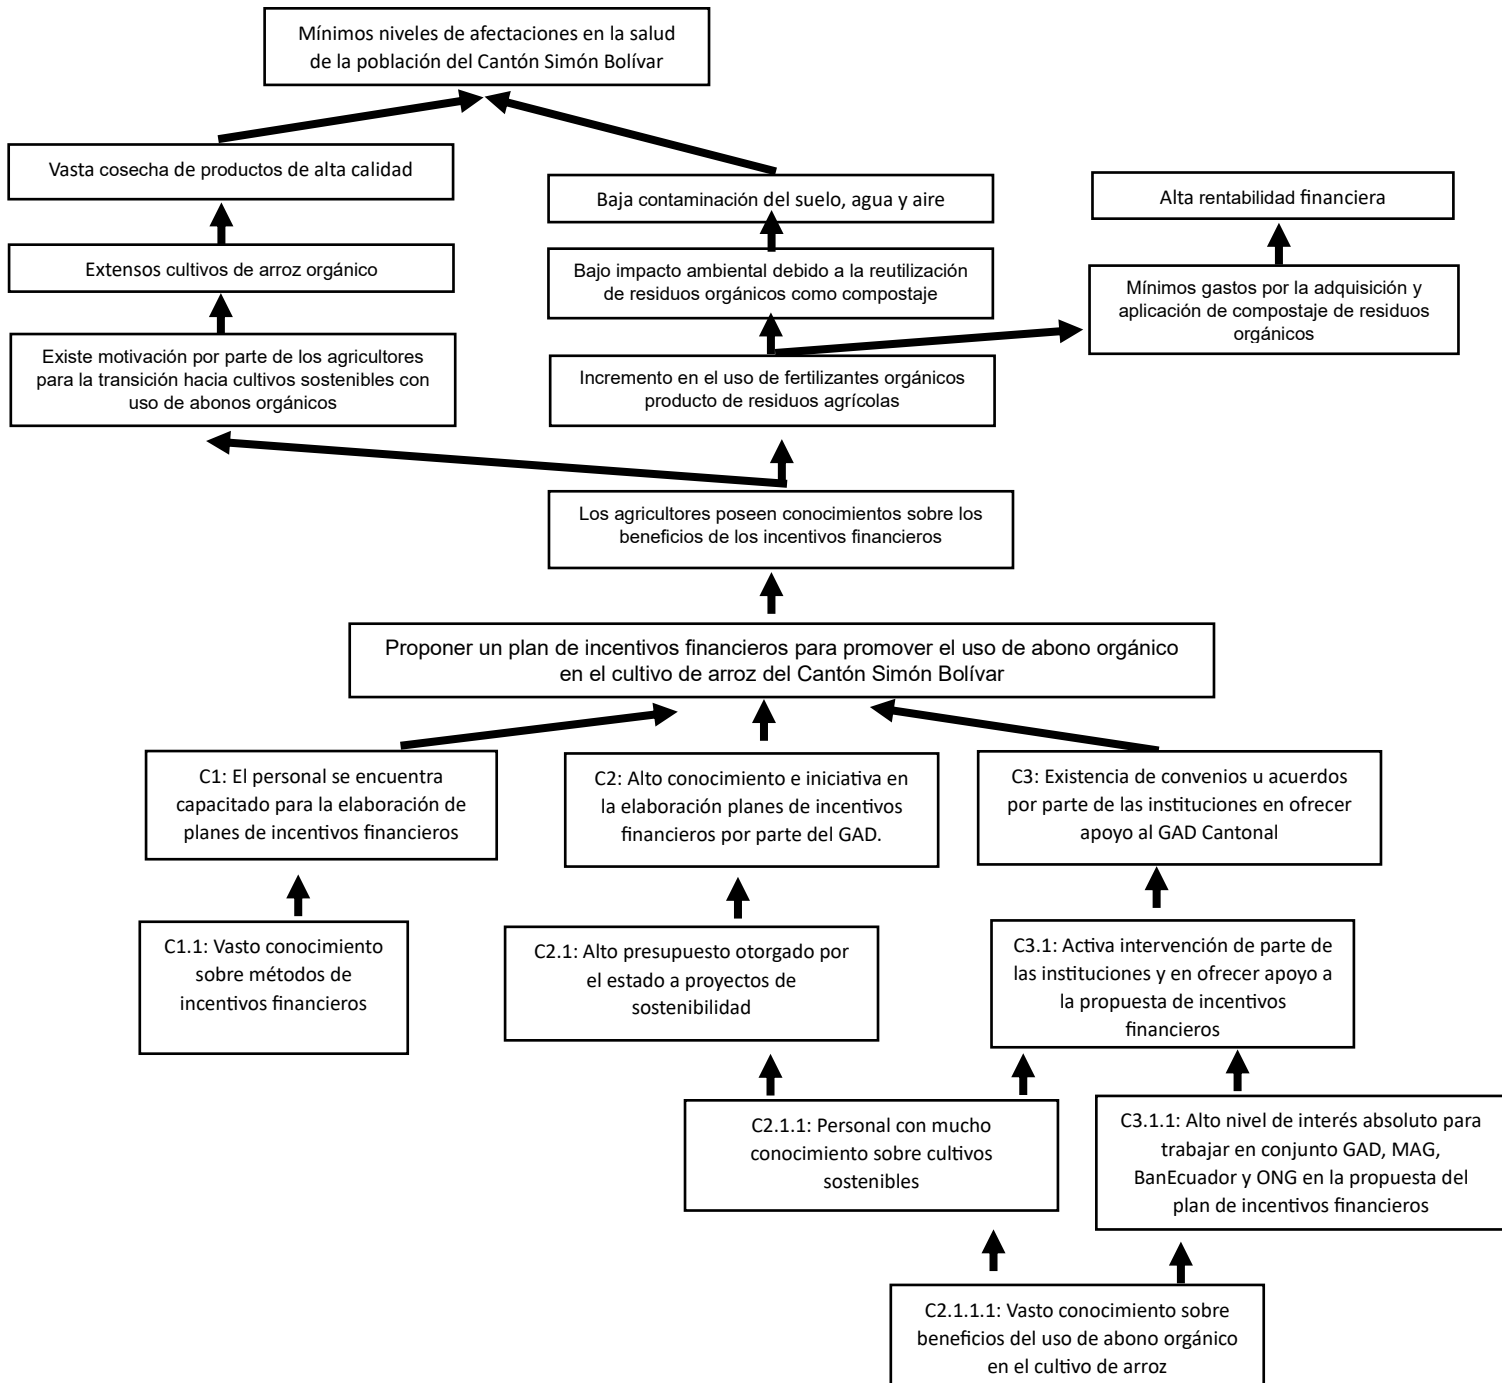 Mínimos niveles de afectaciones en la salud
de la población del Cantón Simón Bolívar
Vasta cosecha de productos de alta calidad
Baja contaminación del suelo, agua y aire
Alta rentabilidad financiera
Extensos cultivos de arroz orgánico
Bajo impacto ambiental debido a la reutilización
de residuos orgánicos como compostaje
Mínimos gastos por la adquisición y
aplicación de compostaje de residuos
orgánicos
Existe motivación por parte de los agricultores
para la transición hacia cultivos sostenibles con
uso de abonos orgánicos
Incremento en el uso de fertilizantes orgánicos
producto de residuos agrícolas
Los agricultores poseen conocimientos sobre los
beneficios de los incentivos financieros
Proponer un plan de incentivos financieros para promover el uso de abono orgánico
en el cultivo de arroz del Cantón Simón Bolívar
C1: El personal se encuentra
capacitado para la elaboración de
planes de incentivos financieros
C2: Alto conocimiento e iniciativa en
la elaboración planes de incentivos
financieros por parte del GAD.
C3: Existencia de convenios u acuerdos
por parte de las instituciones en ofrecer
apoyo al GAD Cantonal
C1.1: Vasto conocimiento
sobre métodos de
incentivos financieros
C2.1: Alto presupuesto otorgado por
el estado a proyectos de
sostenibilidad
C3.1: Activa intervención de parte de
las instituciones y en ofrecer apoyo a
la propuesta de incentivos
financieros
C2.1.1: Personal con mucho
conocimiento sobre cultivos
sostenibles
C3.1.1: Alto nivel de interés absoluto para
trabajar en conjunto GAD, MAG,
BanEcuador y ONG en la propuesta del
plan de incentivos financieros
C2.1.1.1: Vasto conocimiento sobre
beneficios del uso de abono orgánico
en el cultivo de arroz